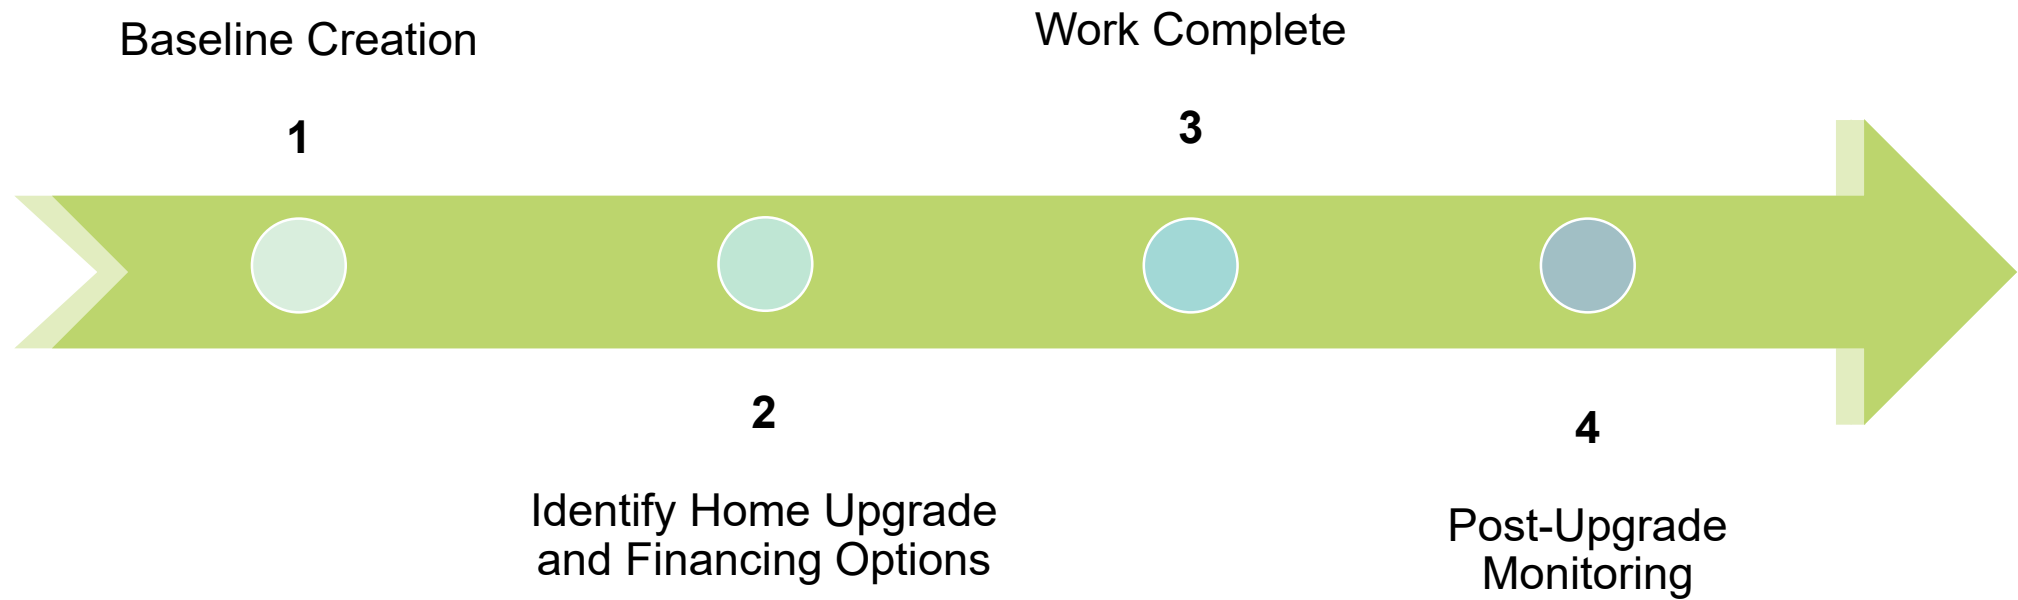 Baseline Creation
1
2
Identify Home Upgrade
and Financing Options
Work Complete
3
4
Post-Upgrade
Monitoring